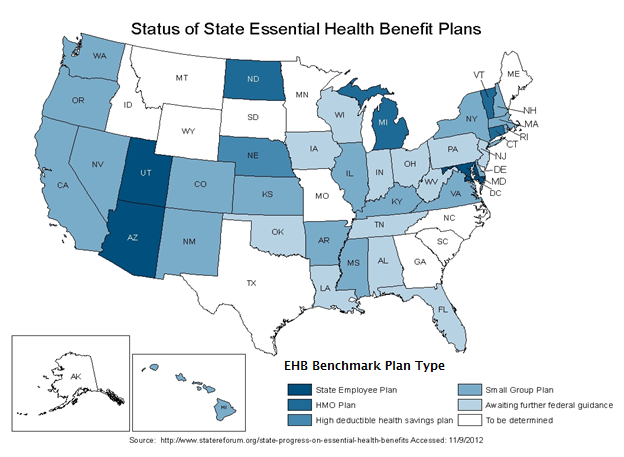 Status of State Essential Health Benefit Plans
WA
MT
ND
MN
VT
ME
OR
ID
SD
WI
MI
NY
NH
MA
RI
CT
WY
NE
IA
PA
NJ
DE
MD
DC
NV
UT
CO
KS
MO
IL
IN
OH
WV
VA
KY
CA
AZ
NM
OK
AR
TN
NC
SC
TX
LA
MS
AL
GA
FL
AK
HI
EHB Benchmark Plan Type
State Employee Plan
Small Group Plan
HMO Plan
Awaiting further federal guidance
High deductible health savings plan
To be determined
Source: http://www.statereforum.org/state-progress-on-essential-health-benefits Accessed: 11/9/2012